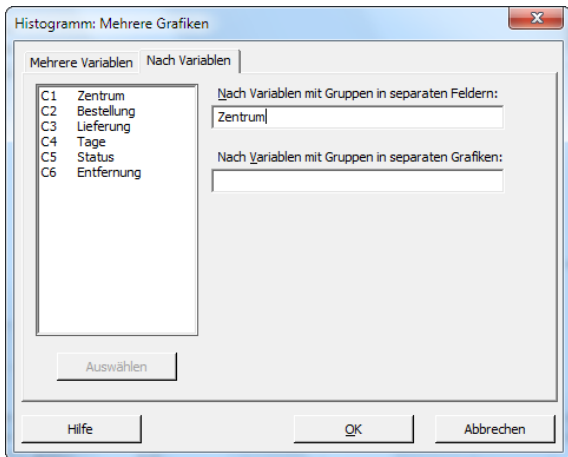 Histogramm: Mehrere Grafiken
Mehrere Variablen Nach Variablen
C1 Zentrum
C2 Bestellung
C3 Lieferung
C4 Tage
C5 Status
C6 Entfernung
Nach Variablen mit Gruppen in separaten Feldern:
Zentrum
Nach Variablen mit Gruppen in separaten Grafiken:
Auswählen
Hilfe OK Abbrechen